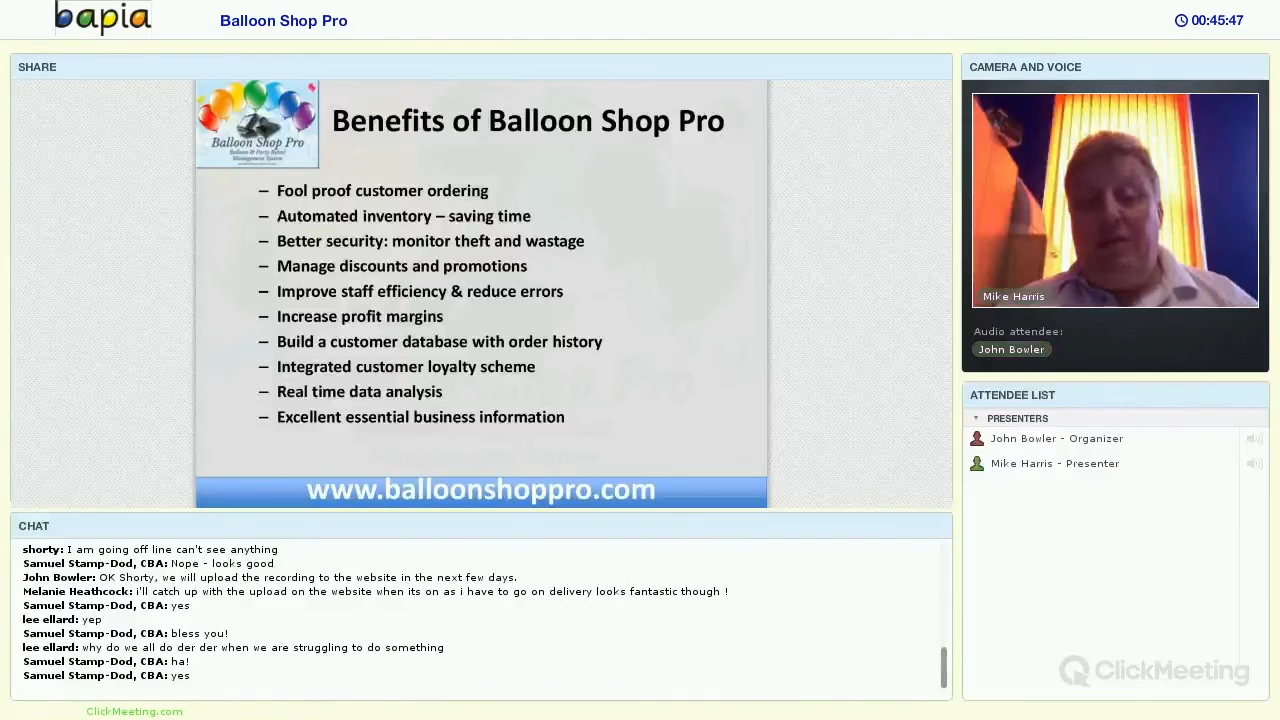 bapia
Balloon Shop Pro
00:45:47
SHARE
Balloon Shop Pro
Balloon & Party Retail
Management System
Benefits of Balloon Shop Pro
– Fool proof customer ordering
– Automated inventory – saving time
– Better security: monitor theft and wastage
– Manage discounts and promotions
– Improve staff efficiency & reduce errors
– Increase profit margins
– Build a customer database with order history
– Integrated customer loyalty scheme
– Real time data analysis
– Excellent essential business information
www.balloonshoppro.com
CAMERA AND VOICE
Mike Harris
Audio attendee:
John Bowler
ATTENDEE LIST
PRESENTERS
John Bowler - Organizer
Mike Harris - Presenter
ClickMeeting
CHAT
shorty: I am going off line can't see anything
Samuel Stamp-Dod, CBA: Nope - looks good
John Bowler: OK Shorty, we will upload the recording to the website in the next few days.
Melanie Heathcock: i'll catch up with the upload on the website when its on as i have to go on delivery looks fantastic though !
Samuel Stamp-Dod, CBA: yes
lee ellard: yep
Samuel Stamp-Dod, CBA: bless you!
lee ellard: why do we all do der der when we are struggling to do something
Samuel Stamp-Dod, CBA: ha!
Samuel Stamp-Dod, CBA: yes
ClickMeeting.com